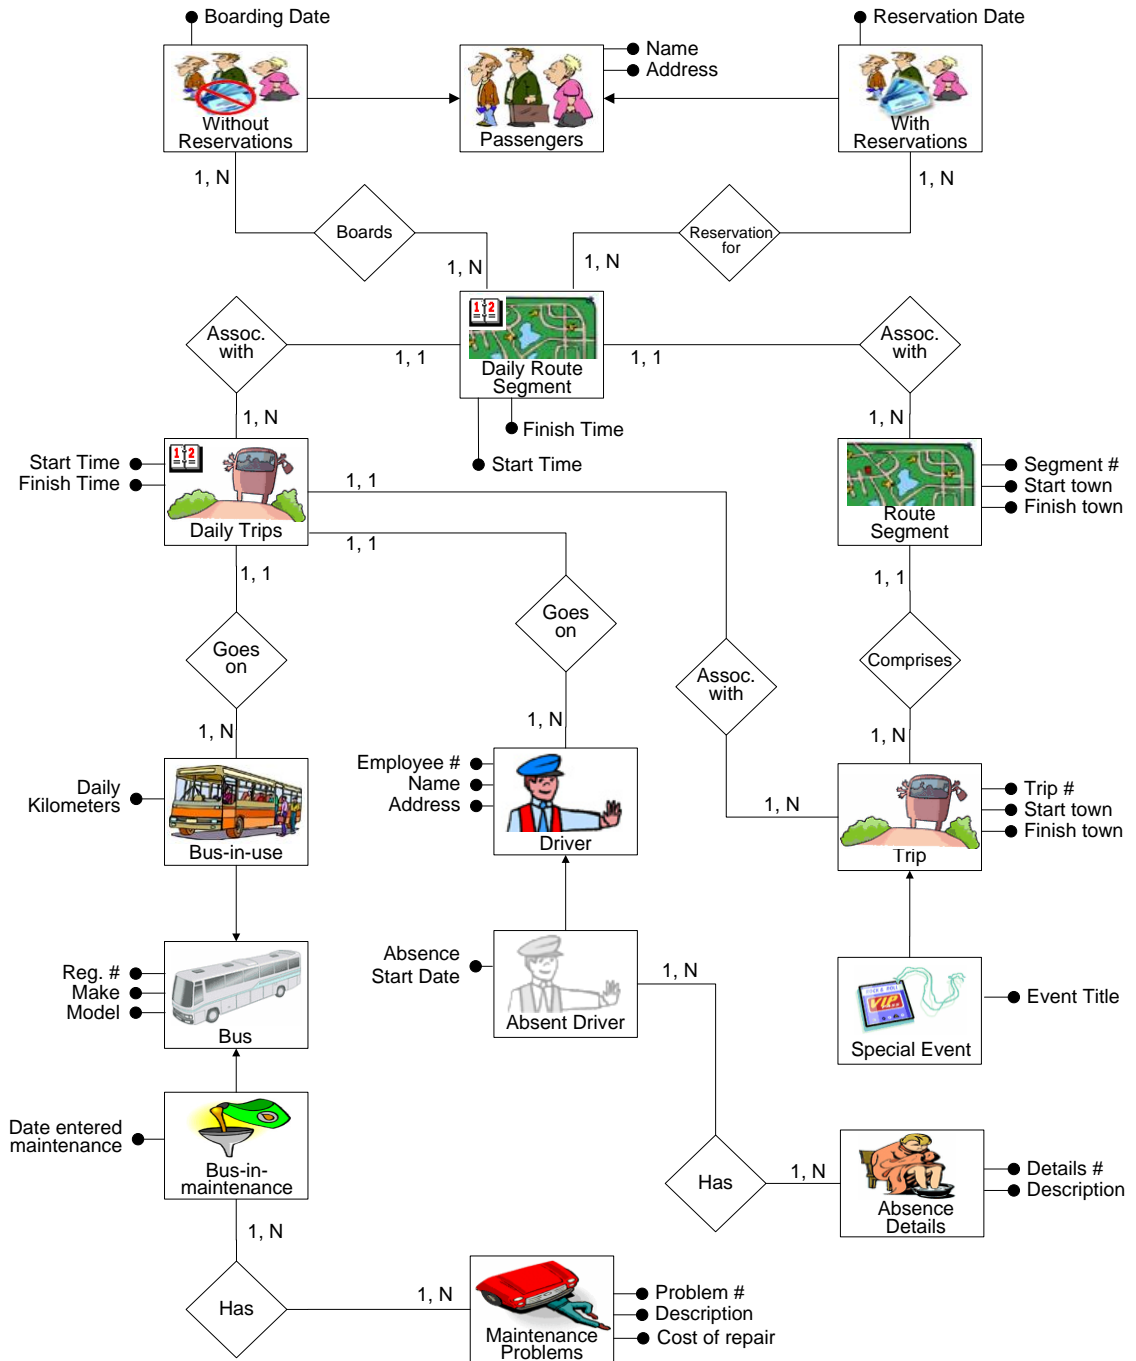 Boarding Date
Reservation Date
Name
Address
Without
Reservations
Passengers
With
Reservations
1, N
1, N
Boards
Reservation
for
1, N
1, N
1 2
Assoc.
with
1, 1
Daily Route
Segment
1, 1
Assoc.
with
1, N
Finish Time
Start Time
1, N
Start Time
Finish Time
1 2
Daily Trips
1, 1
1, 1
1, 1
Segment #
Start town
Finish town
Route
Segment
1, 1
Goes
on
Goes
on
Assoc.
with
Comprises
1, N
1, N
1, N
1, N
Daily
Kilometers
Bus-in-use
Employee #
Name
Address
Driver
Trip #
Start town
Finish town
Trip
Reg. #
Make
Model
Bus
Absence
Start Date
Absent Driver
1, N
VIP
Special Event
Event Title
Date entered
maintenance
Bus-in-
maintenance
1, N
Has
1, N
Absence
Details
Details #
Description
Has
1, N
Maintenance
Problems
Problem #
Description
Cost of repair